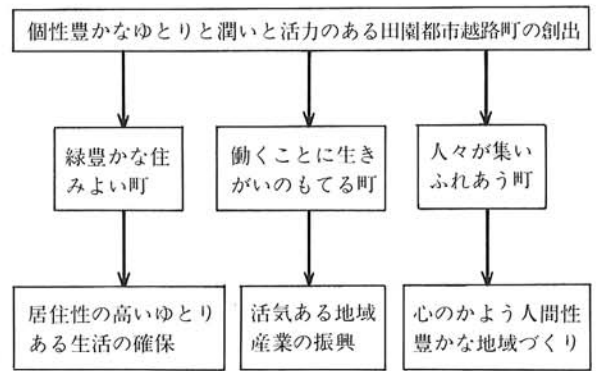 個性豊かなゆとりと潤いと活力のある田園都市越路町の創出
緑豊かな住
みよい町
働くことに生き
がいのもてる町
人々が集い
ふれあう町
居住性の高いゆとり
ある生活の確保
活気ある地域
産業の振興
心のかよう人間性
豊かな地域づくり